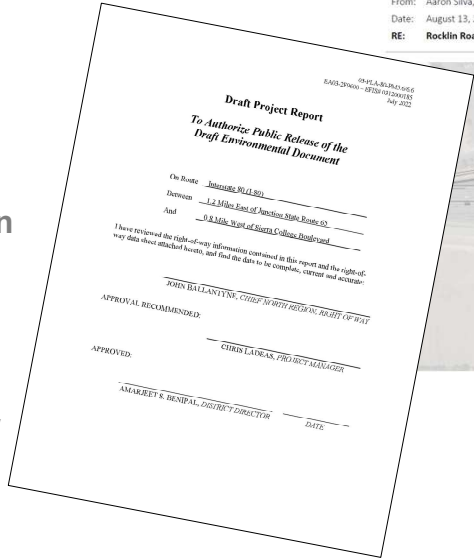 From: Aaron Silva,
Date: August 13, 2
RE: Rocklin Roa
03-PLA-80-PM3.6/6.6
EA03-2F9600 – EFIS# 0312000185
July 2022
Draft Project Report
To Authorize Public Release of the
Draft Environmental Document
On Route Interstate 80 (I-80)
Between 1.2 Miles East of Junction State Route 65
And 0.8 Mile West of Sierra College Boulevard
I have reviewed the right-of-way information contained in this report and the right-of-
way data sheet attached hereto, and find the data to be complete, current and accurate:
JOHN BALLANTYNE, CHIEF NORTH REGION, RIGHT OF WAY
APPROVAL RECOMMENDED:
CHRIS LADEAS, PROJECT MANAGER
APPROVED:
AMARJEET S. BENIPAL, DISTRICT DIRECTOR DATE
n